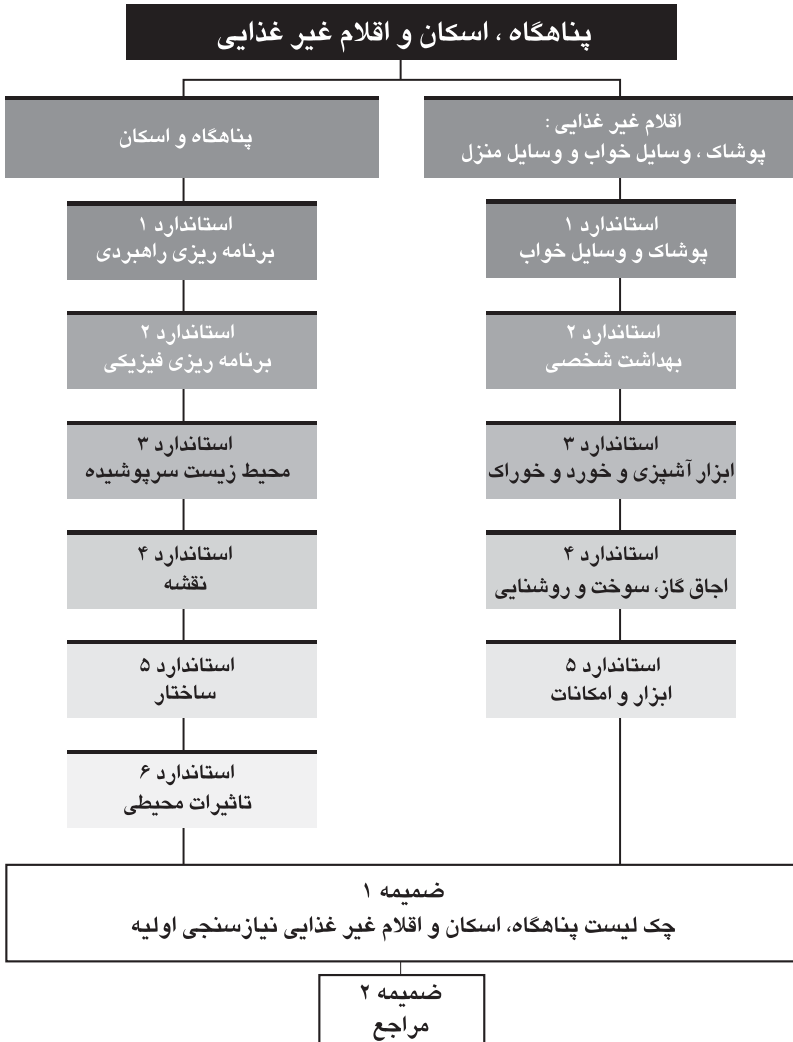 پناهگاه ، اسکان و اقلام غیر غذایی
اقلام غیر غذایی :
پوشاک ، وسایل خواب و وسایل منزل
استاندارد ۱
پوشاک و وسایل خواب
استاندارد ۲
بهداشت شخصی
استاندارد ۳
ابزار آشپزی و خورد و خوراک
استاندارد ۴
اجاق گاز، سوخت و روشنایی
استاندارد ۵
ابزار و امکانات
پناهگاه و اسکان
استاندارد ۱
برنامه ریزی راهبردی
استاندارد ۲
برنامه ریزی فیزیکی
استاندارد ۳
محیط زیست سرپوشیده
استاندارد ۴
نقشه
استاندارد ۵
ساختار
استاندارد ۶
تاثیرات محیطی
ضمیمه ۱
چک لیست پناهگاه، اسکان و اقلام غیر غذایی نیازسنجی اولیه
ضمیمه ۲
مراجع